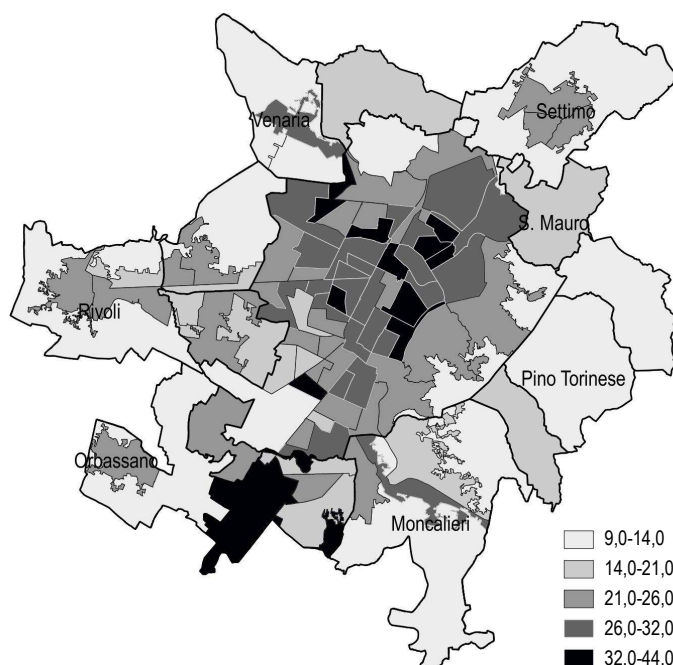 Venaria
Settimo
S. Mauro
Rivoli
Pino Torinese
Orbassano
Moncalieri
9,0-14,0
14,0-21,0
21,0-26,0
26,0-32,0
32,0-44,0